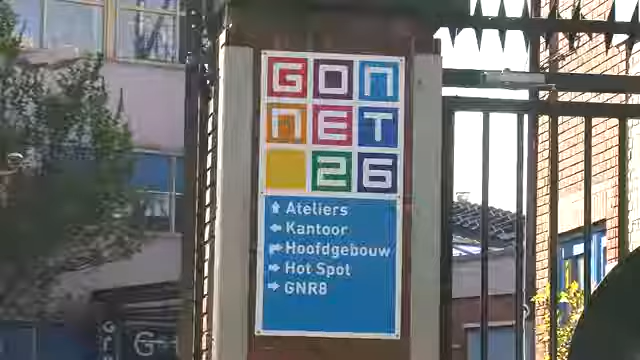 GON
NET
26
↑ Ateliers
← Kantoor
↱ Hoofdgebouw
→ Hot Spot
→ GNR8